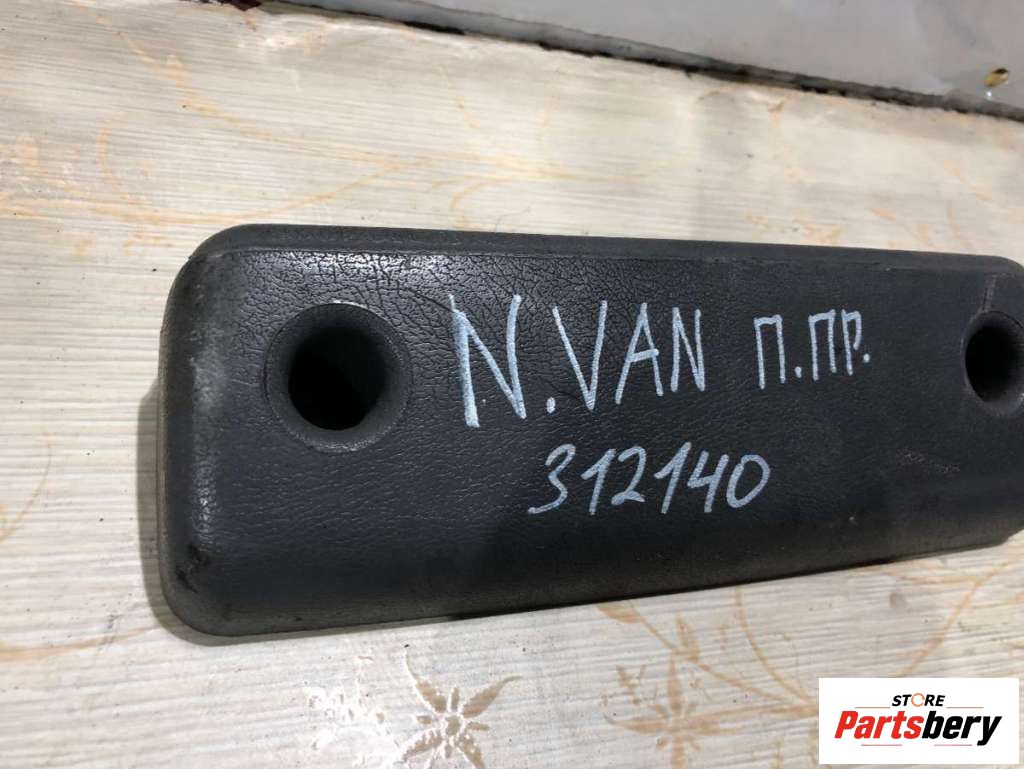 N.VAN П.ПР.
312140
STORE
Partsbery